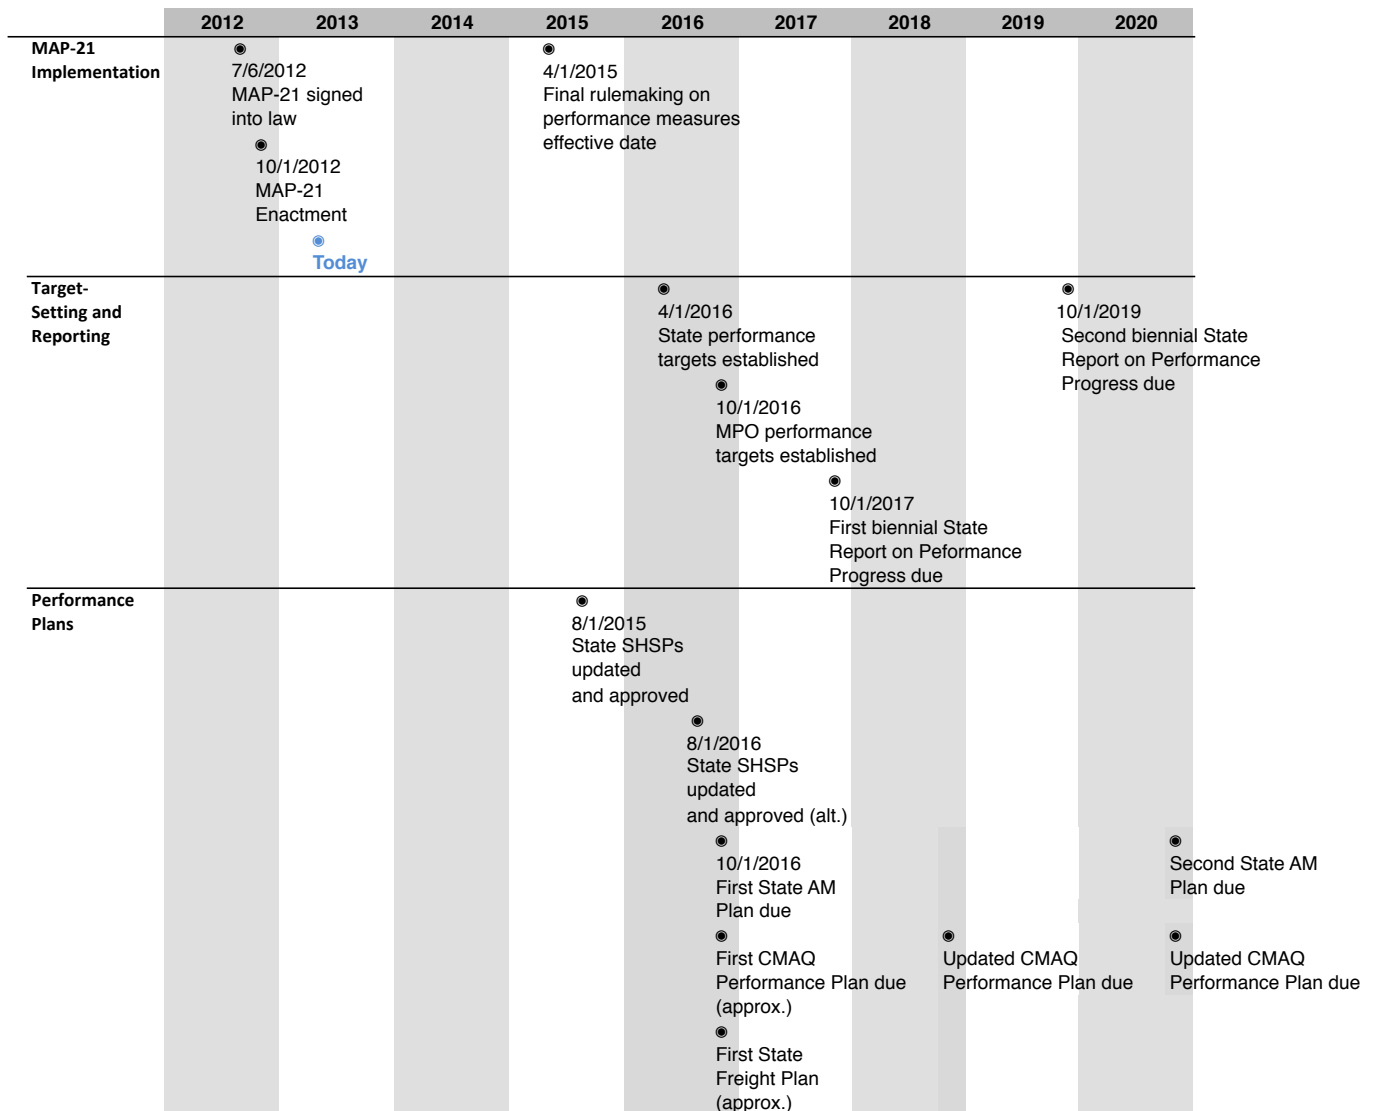 2012 2013 2014 2015 2016 2017 2018 2019 2020
MAP-21
Implementation
7/6/2012
MAP-21 signed
into law
10/1/2012
MAP-21
Enactment
Today
4/1/2015
Final rulemaking on
performance measures
effective date
Target-
Setting and
Reporting
4/1/2016
State performance
targets established
10/1/2016
MPO performance
targets established
10/1/2017
First biennial State
Report on Peformance
Progress due
10/1/2019
Second biennial State
Report on Performance
Progress due
Performance
Plans
8/1/2015
State SHSPs
updated
and approved
8/1/2016
State SHSPs
updated
and approved (alt.)
10/1/2016
First State AM
Plan due
Second State AM
Plan due
First CMAQ
Performance Plan due
(approx.)
Updated CMAQ
Performance Plan due
Updated CMAQ
Performance Plan due
First State
Freight Plan
(approx.)